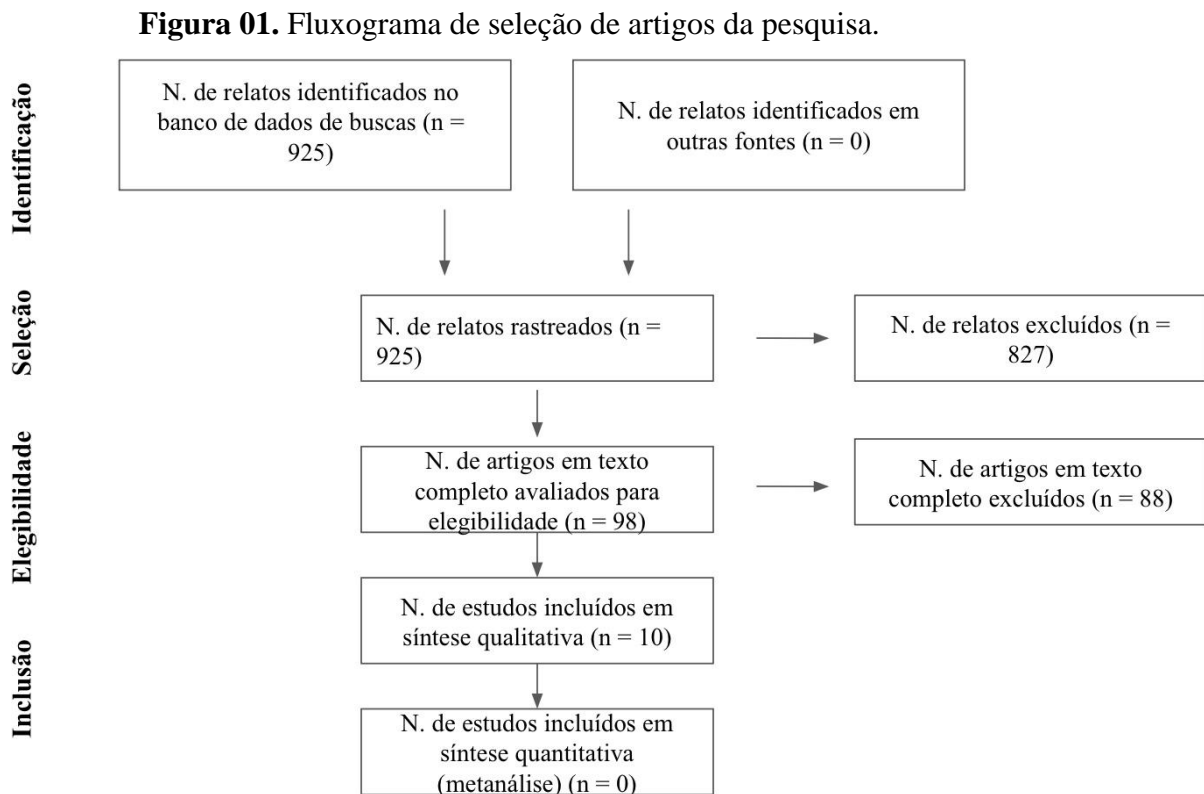 Figura 01. Fluxograma de seleção de artigos da pesquisa.
Identificação
N. de relatos identificados no
banco de dados de buscas (n =
925)
N. de relatos identificados em
outras fontes (n = 0)
Seleção
N. de relatos rastreados (n =
925)
N. de relatos excluídos (n =
827)
Elegibilidade
N. de artigos em texto
completo avaliados para
elegibilidade (n = 98)
N. de artigos em texto
completo excluídos (n = 88)
Inclusão
N. de estudos incluídos em
síntese qualitativa (n = 10)
N. de estudos incluídos em
síntese quantitativa
(metanálise) (n = 0)